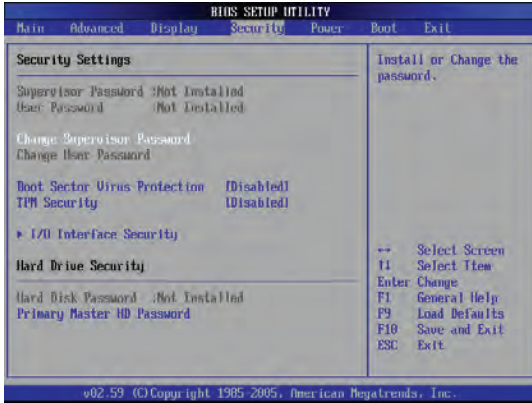 BIOS SETUP UTILITY
Main Advanced Display Security Power Boot Exit
Security Settings
Supervisor Password :Not Installed
User Password :Not Installed
Change Supervisor Password
Change User Password
Boot Sector Virus Protection [Disabled]
TPM Security [Disabled]
▶ I/O Interface Security
Hard Drive Security
Hard Disk Password :Not Installed
Primary Master HD Password
Install or Change the
password.
↔ Select Screen
↑↓ Select Item
Enter Change
F1 General Help
F9 Load Defaults
F10 Save and Exit
ESC Exit
v02.59 (C)Copyright 1985-2005, American Megatrends, Inc.